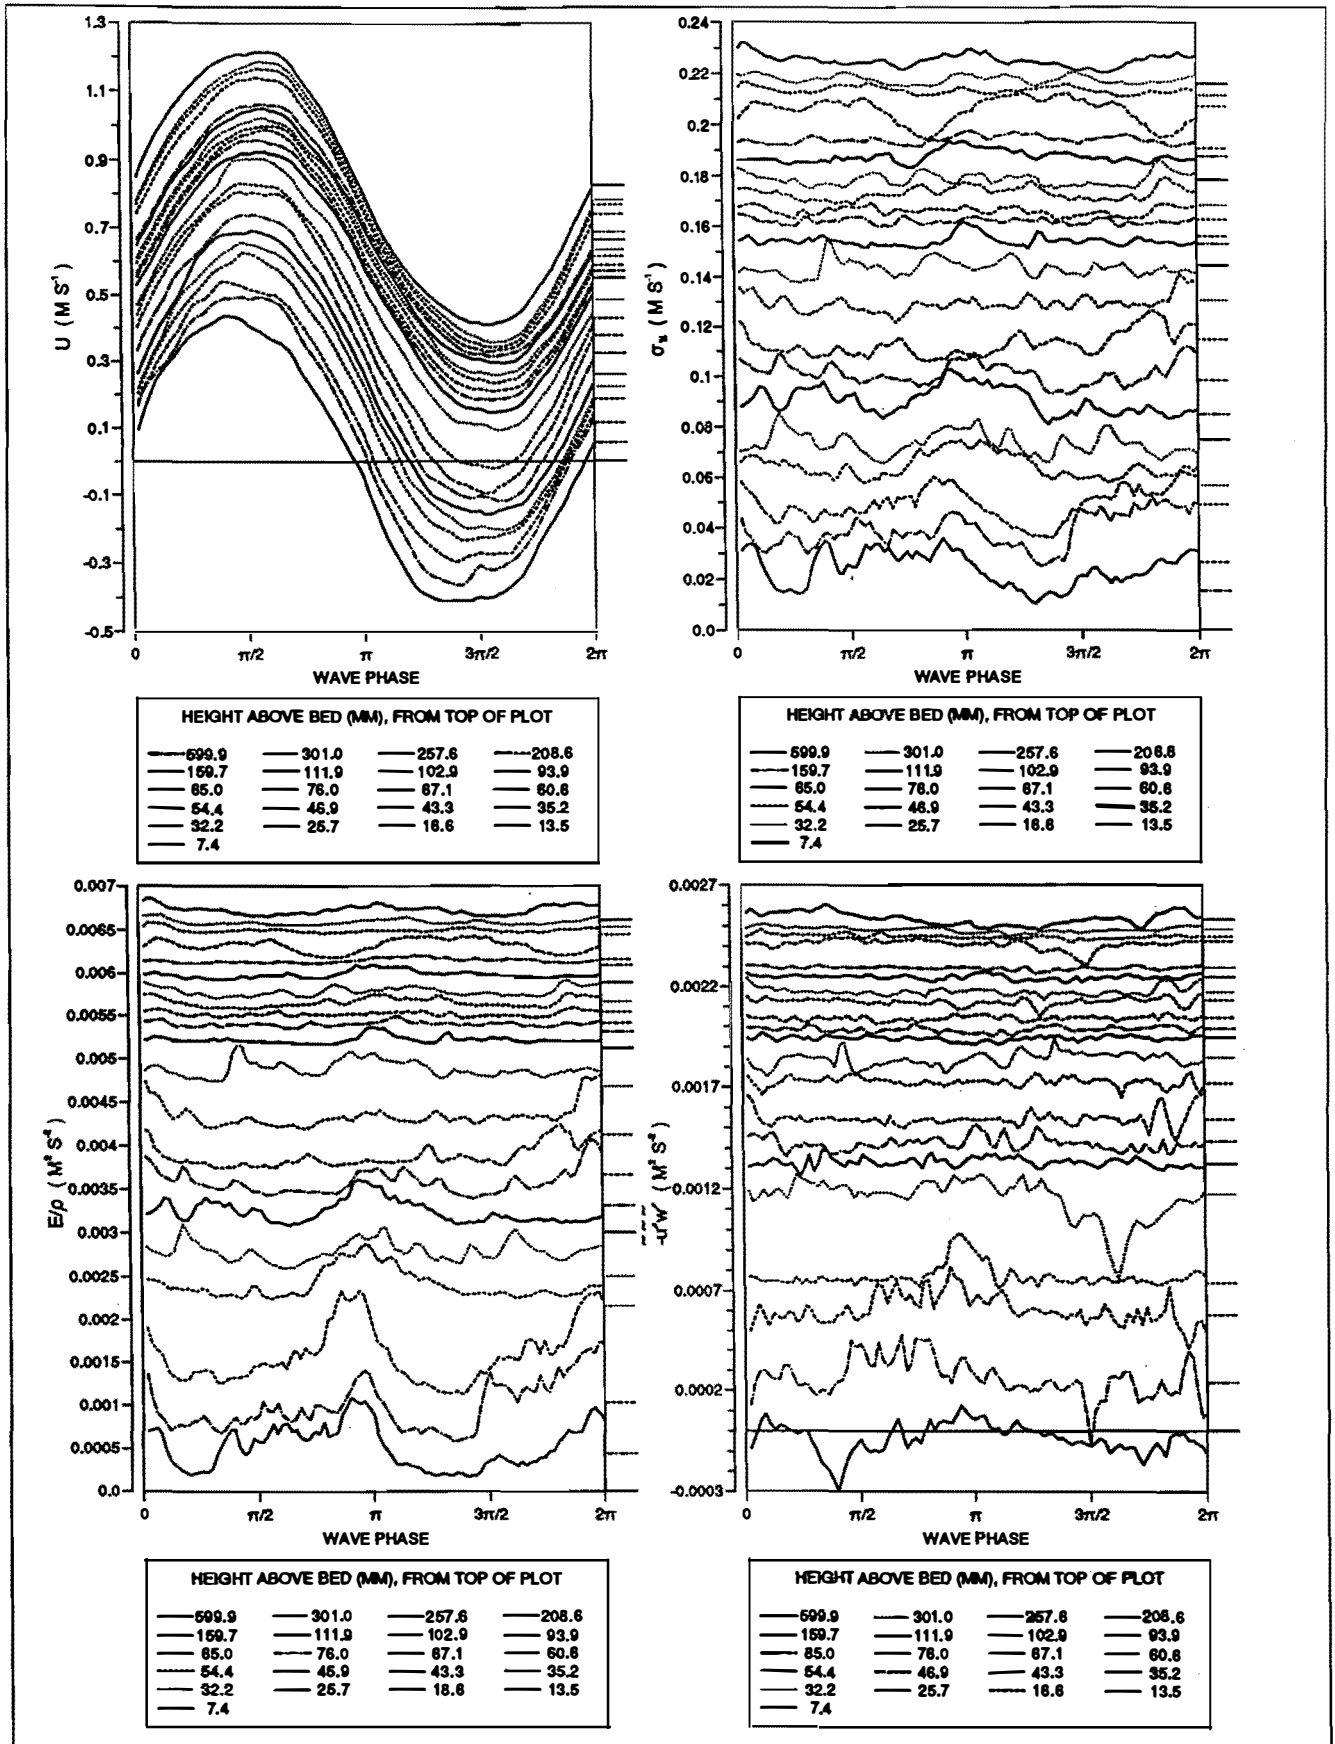 1.3
1.1
0.9
0.7
0.5
0.3
0.1
-0.1
-0.3
-0.5
U ( M S⁻¹ )
0
π/2
π
3π/2
2π
WAVE PHASE
HEIGHT ABOVE BED (MM), FROM TOP OF PLOT
599.9 301.0 257.6 208.6
159.7 111.9 102.9 93.9
85.0 76.0 67.1 60.6
54.4 46.9 43.3 35.2
32.2 25.7 16.6 13.5
7.4
0.24
0.22
0.2
0.18
0.16
0.14
0.12
0.1
0.08
0.06
0.04
0.02
0.0
σᵤ ( M S⁻¹ )
0
π/2
π
3π/2
2π
WAVE PHASE
HEIGHT ABOVE BED (MM), FROM TOP OF PLOT
599.9 301.0 257.6 208.6
159.7 111.9 102.9 93.9
85.0 76.0 67.1 60.6
54.4 46.9 43.3 35.2
32.2 25.7 16.6 13.5
7.4
0.007
0.0065
0.006
0.0055
0.005
0.0045
0.004
0.0035
0.003
0.0025
0.002
0.0015
0.001
0.0005
0.0
E/ρ ( M² S⁻² )
0
π/2
π
3π/2
2π
WAVE PHASE
HEIGHT ABOVE BED (MM), FROM TOP OF PLOT
599.9 301.0 257.6 208.6
159.7 111.9 102.9 93.9
85.0 76.0 67.1 60.6
54.4 45.9 43.3 35.2
32.2 25.7 16.6 13.5
7.4
0.0027
0.0022
0.0017
0.0012
0.0007
0.0002
-0.0003
-u'w' ( M² S⁻² )
0
π/2
π
3π/2
2π
WAVE PHASE
HEIGHT ABOVE BED (MM), FROM TOP OF PLOT
599.9 301.0 257.6 208.6
159.7 111.9 102.9 93.9
85.0 76.0 67.1 60.6
54.4 46.9 43.3 35.2
32.2 25.7 16.6 13.5
7.4